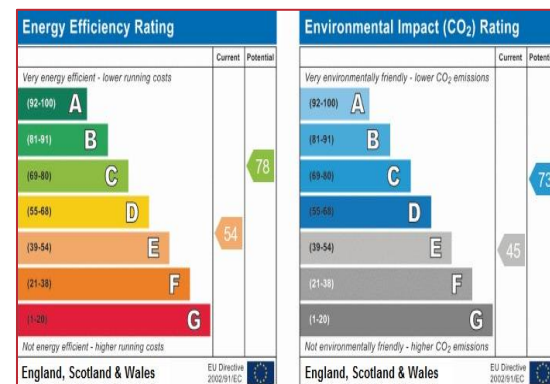 Energy Efficiency Rating
Current Potential
Very energy efficient - lower running costs
(92-100) A
(81-91) B
(69-80) C
78
(55-68) D
54
(39-54) E
(21-38) F
(1-20) G
Not energy efficient - higher running costs
England, Scotland & Wales
EU Directive
2002/91/EC
Environmental Impact (CO₂) Rating
Current Potent
Very environmentally friendly - lower CO₂ emissions
(92-100) A
(81-91) B
(69-80) C
73
(55-68) D
(39-54) E
45
(21-38) F
(1-20) G
Not environmentally friendly - higher CO₂ emissions
England, Scotland & Wales
EU Directive
2002/91/EC